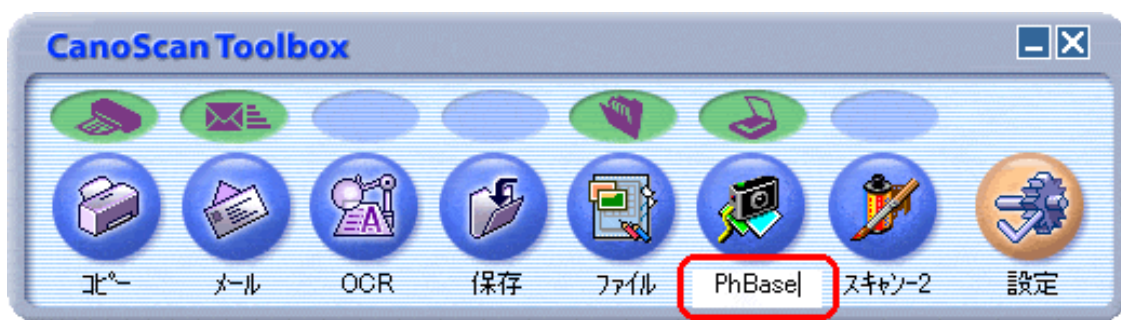 CanoScan Toolbox
ｺﾋﾟｰ ﾒｰﾙ OCR 保存 ﾌｧｲﾙ PhBase ｽｷｬﾝ-2 設定